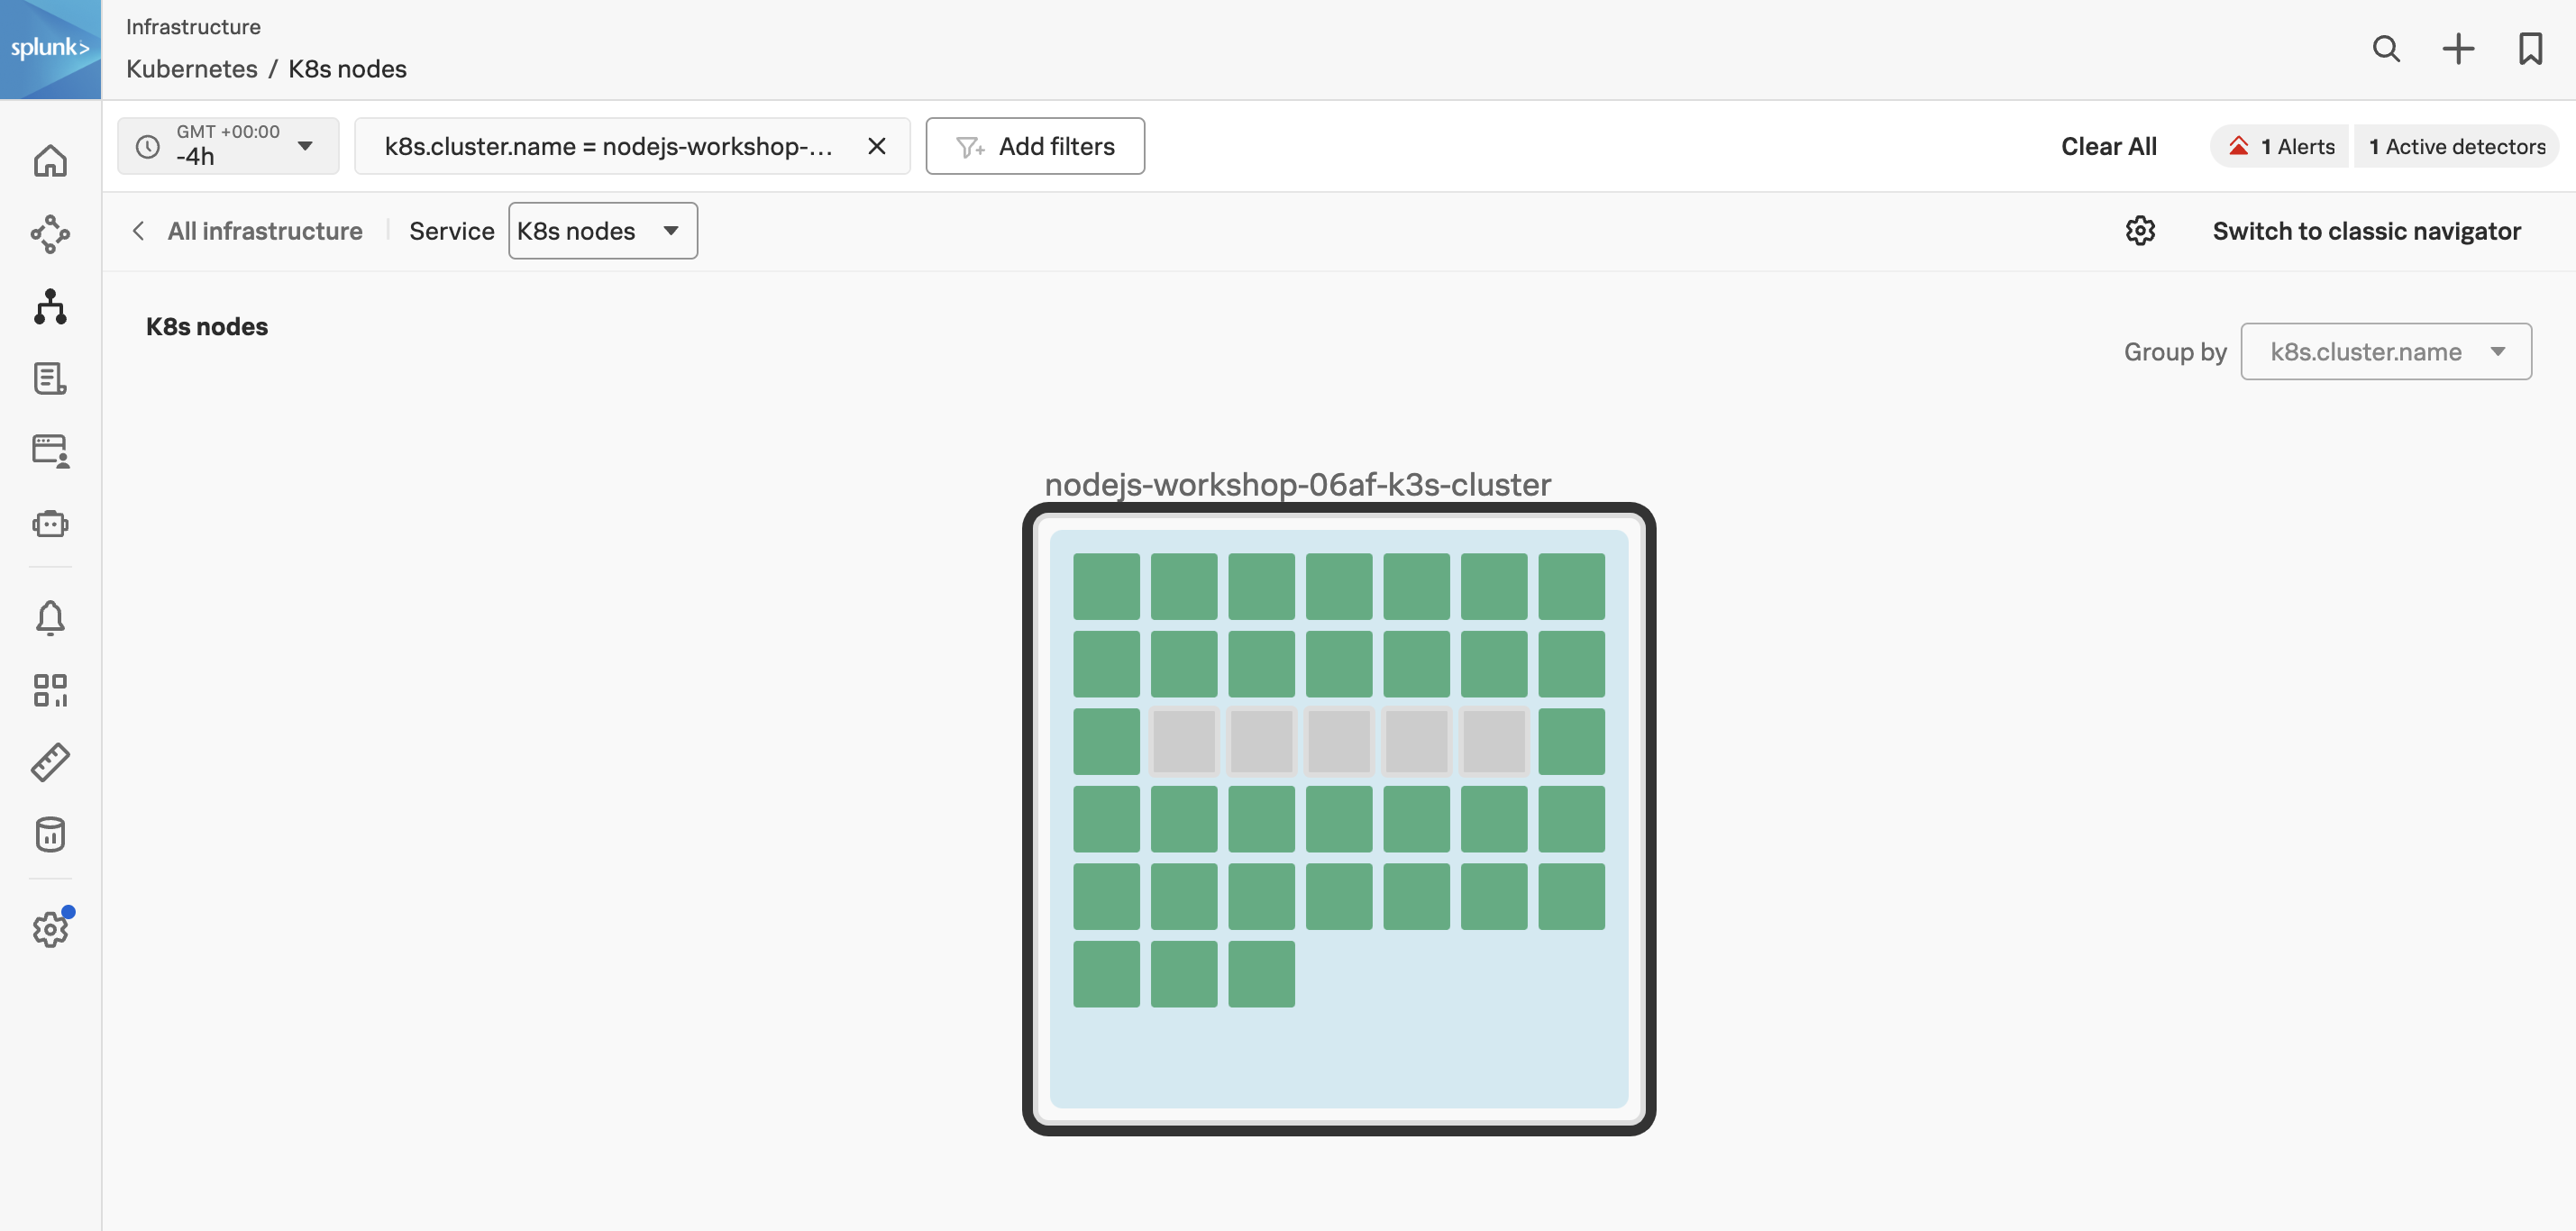 splunk>
Infrastructure
Kubernetes / K8s nodes
GMT +00:00
-4h
k8s.cluster.name = nodejs-workshop-...
Add filters
Clear All
1 Alerts
1 Active detectors
All infrastructure
Service
K8s nodes
Switch to classic navigator
K8s nodes
Group by
k8s.cluster.name
nodejs-workshop-06af-k3s-cluster